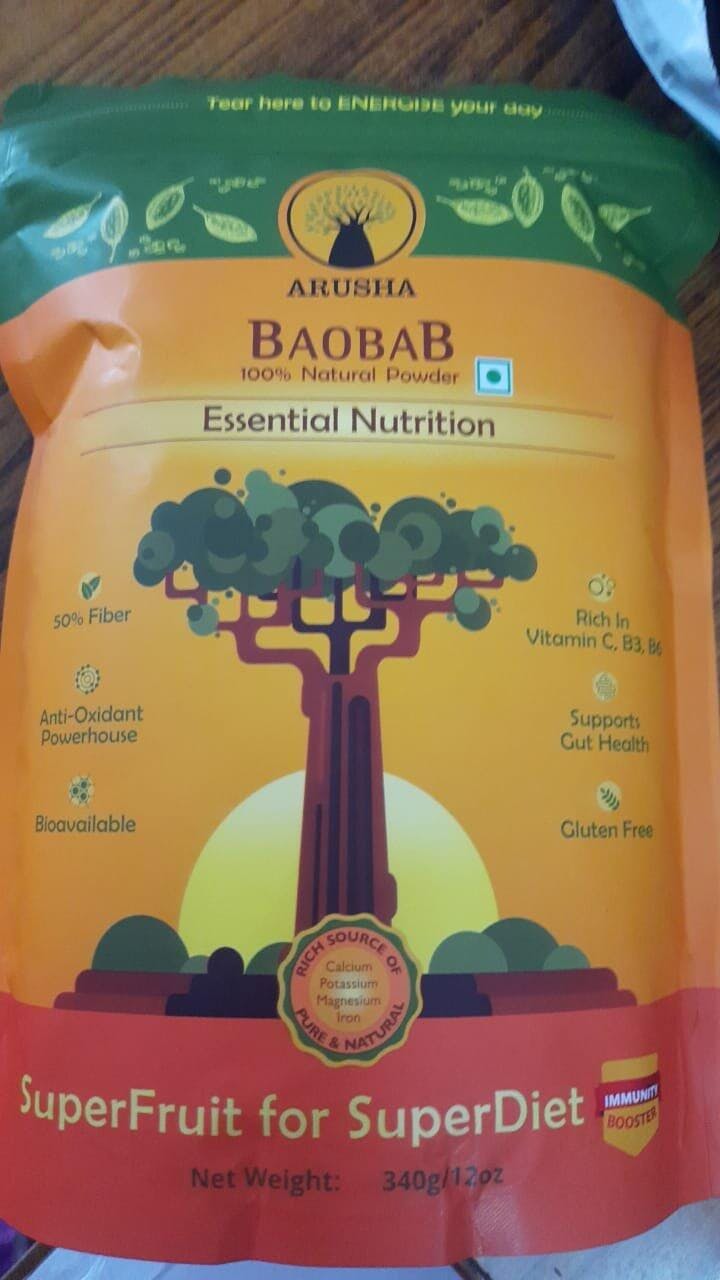 Tear here to ENERGISE your day
ARUSHA
BAOBAB
100% Natural Powder
Essential Nutrition
50% Fiber
Rich In
Vitamin C, B3, B6
Anti-Oxidant
Powerhouse
Supports
Gut Health
Bioavailable
Gluten Free
RICH SOURCE OF
Calcium
Potassium
Magnesium
Iron
PURE & NATURAL
SuperFruit for SuperDiet
IMMUNITY
BOOSTER
Net Weight: 340g/12oz